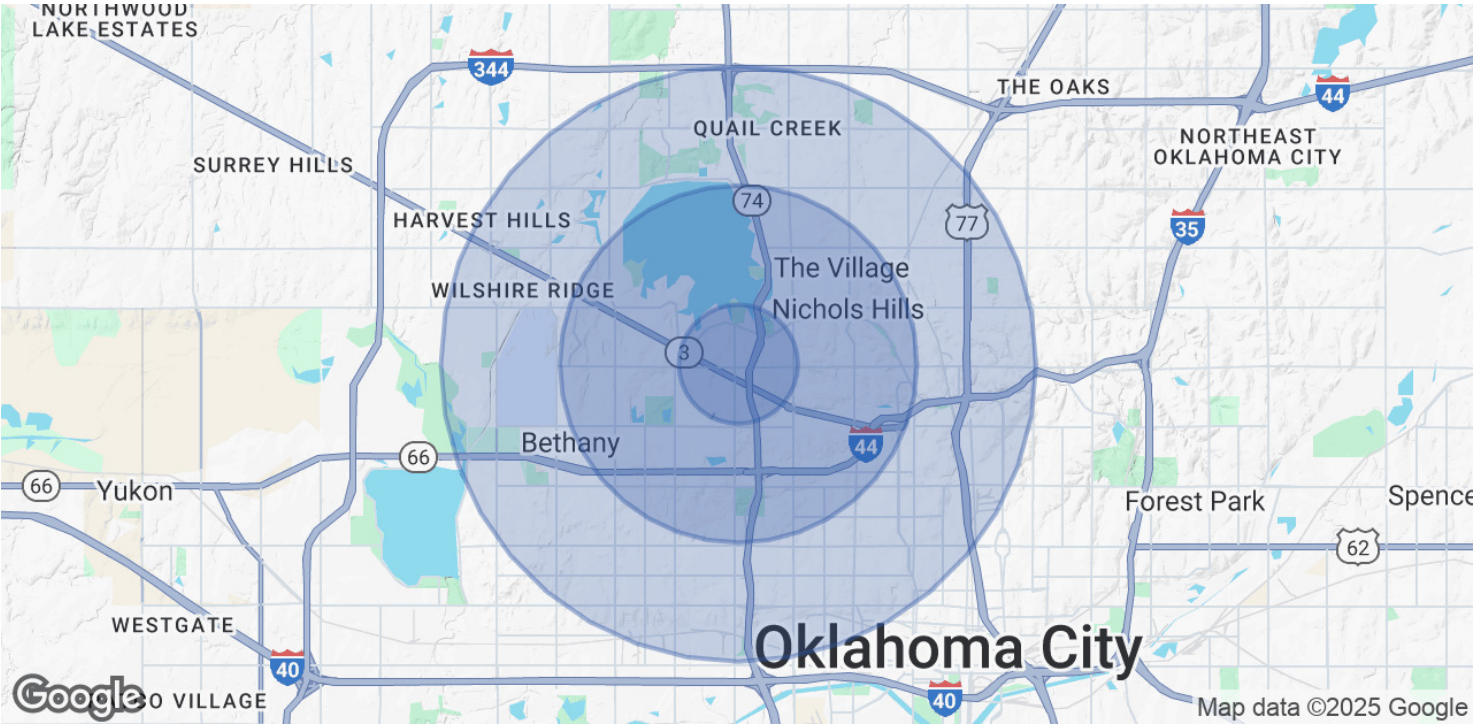 NORTHWOOD
LAKE ESTATES
344
THE OAKS
44
QUAIL CREEK
NORTHEAST
OKLAHOMA CITY
SURREY HILLS
74
HARVEST HILLS
77
35
The Village
WILSHIRE RIDGE
Nichols Hills
3
Bethany
44
66
66
Yukon
Forest Park
Spence
62
WESTGATE
Oklahoma City
40
Google
GO VILLAGE
40
Map data ©2025 Google